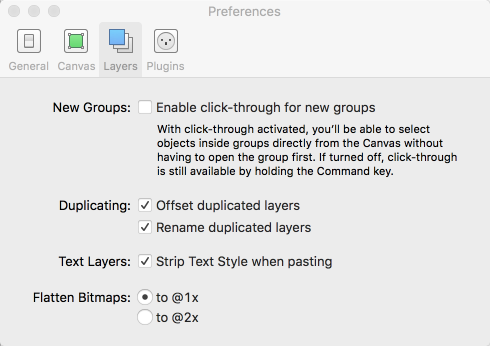 Preferences
General Canvas Layers Plugins
New Groups: Enable click-through for new groups
With click-through activated, you'll be able to select
objects inside groups directly from the Canvas without
having to open the group first. If turned off, click-through
is still available by holding the Command key.
Duplicating: Offset duplicated layers
Rename duplicated layers
Text Layers: Strip Text Style when pasting
Flatten Bitmaps: to @1x
to @2x